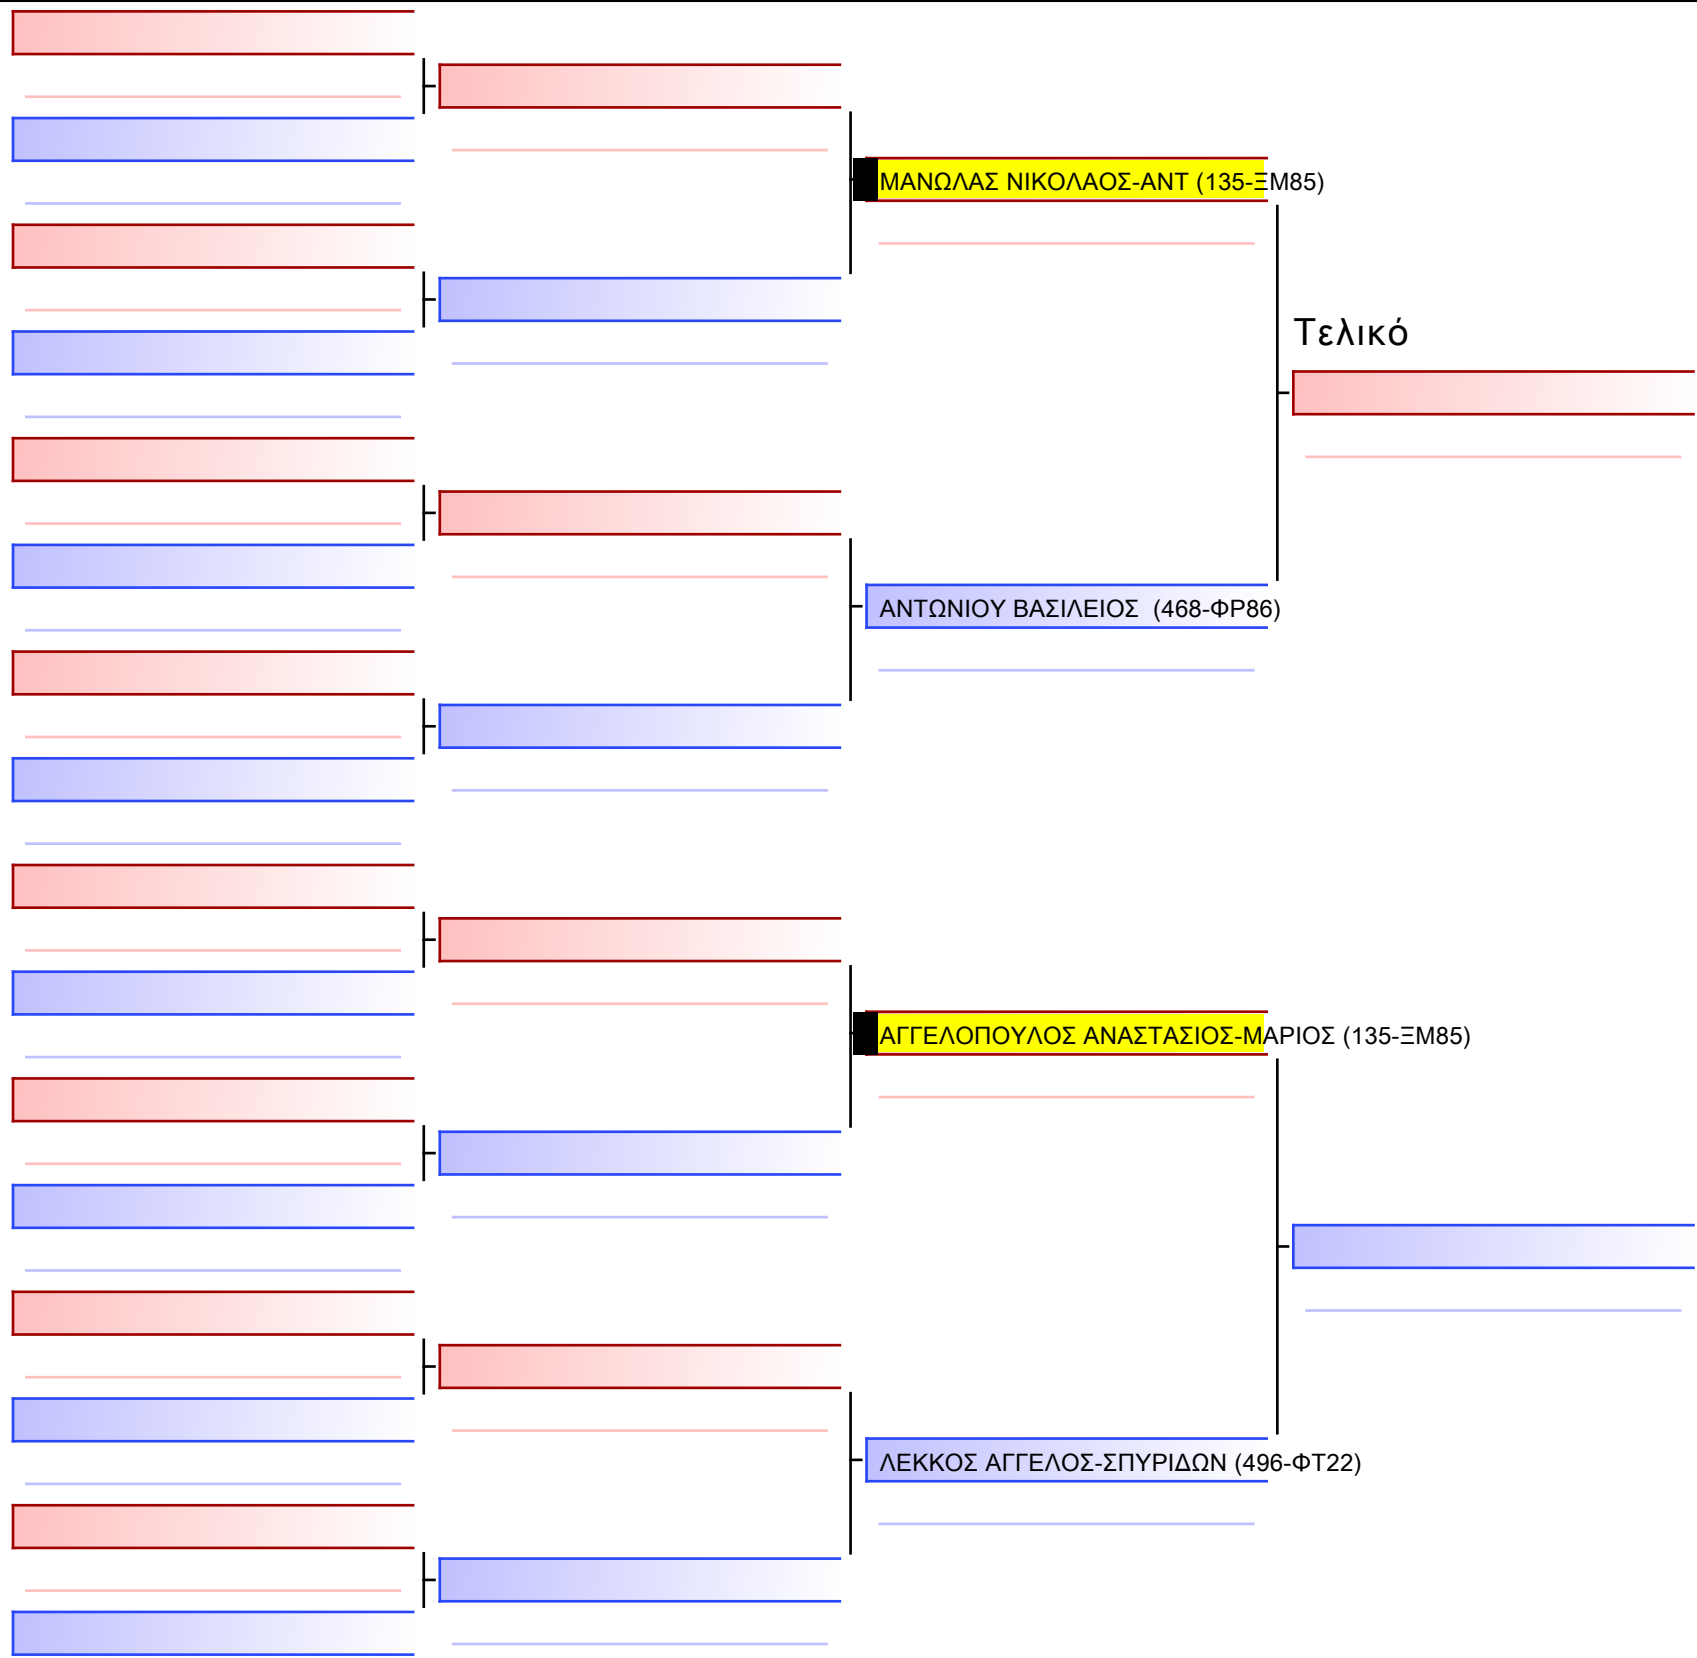 ΜΑΝΩΛΑΣ ΝΙΚΟΛΑΟΣ-ΑΝΤ (135-ΞΜ85)
Τελικό
ΑΝΤΩΝΙΟΥ ΒΑΣΙΛΕΙΟΣ (468-ΦΡ86)
ΑΓΓΕΛΟΠΟΥΛΟΣ ΑΝΑΣΤΑΣΙΟΣ-ΜΑΡΙΟΣ (135-ΞΜ85)
ΛΕΚΚΟΣ ΑΓΓΕΛΟΣ-ΣΠΥΡΙΔΩΝ (496-ΦΤ22)